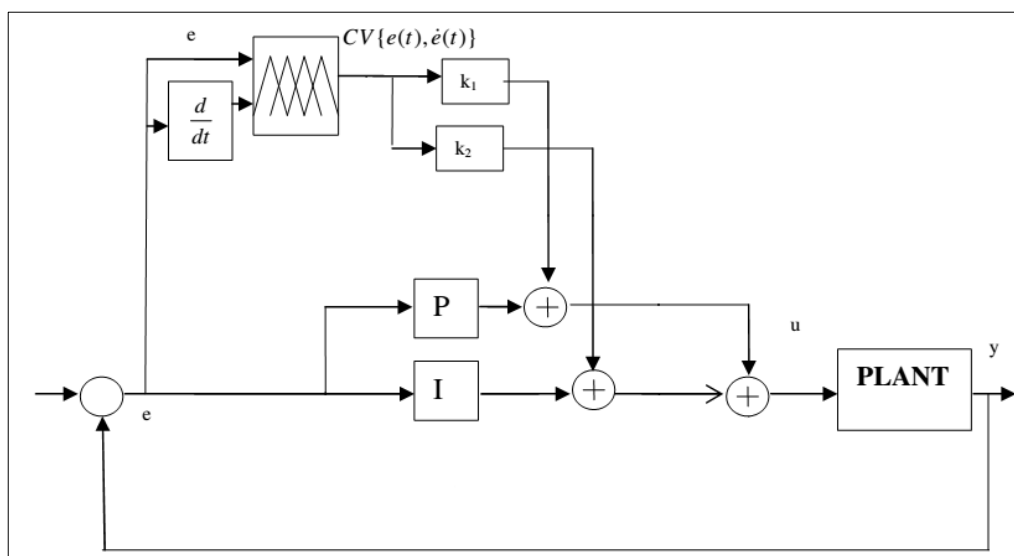 e
CV{e(t), ė(t)}
d
dt
k₁
k₂
P
+
u
y
I
+
+
PLANT
e